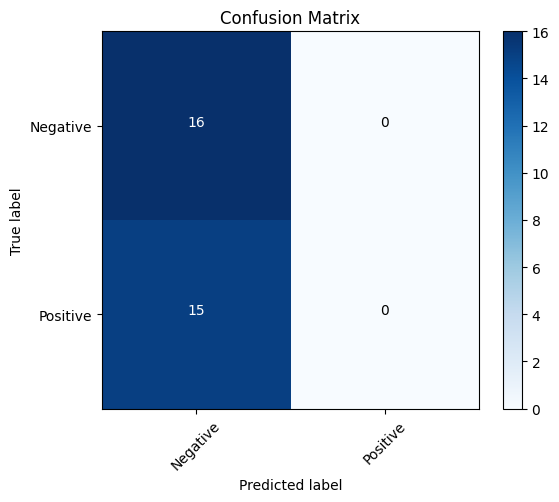 Confusion Matrix
True label
Negative
16
0
Positive
15
0
Negative
Positive
Predicted label
16
14
12
10
8
6
4
2
0